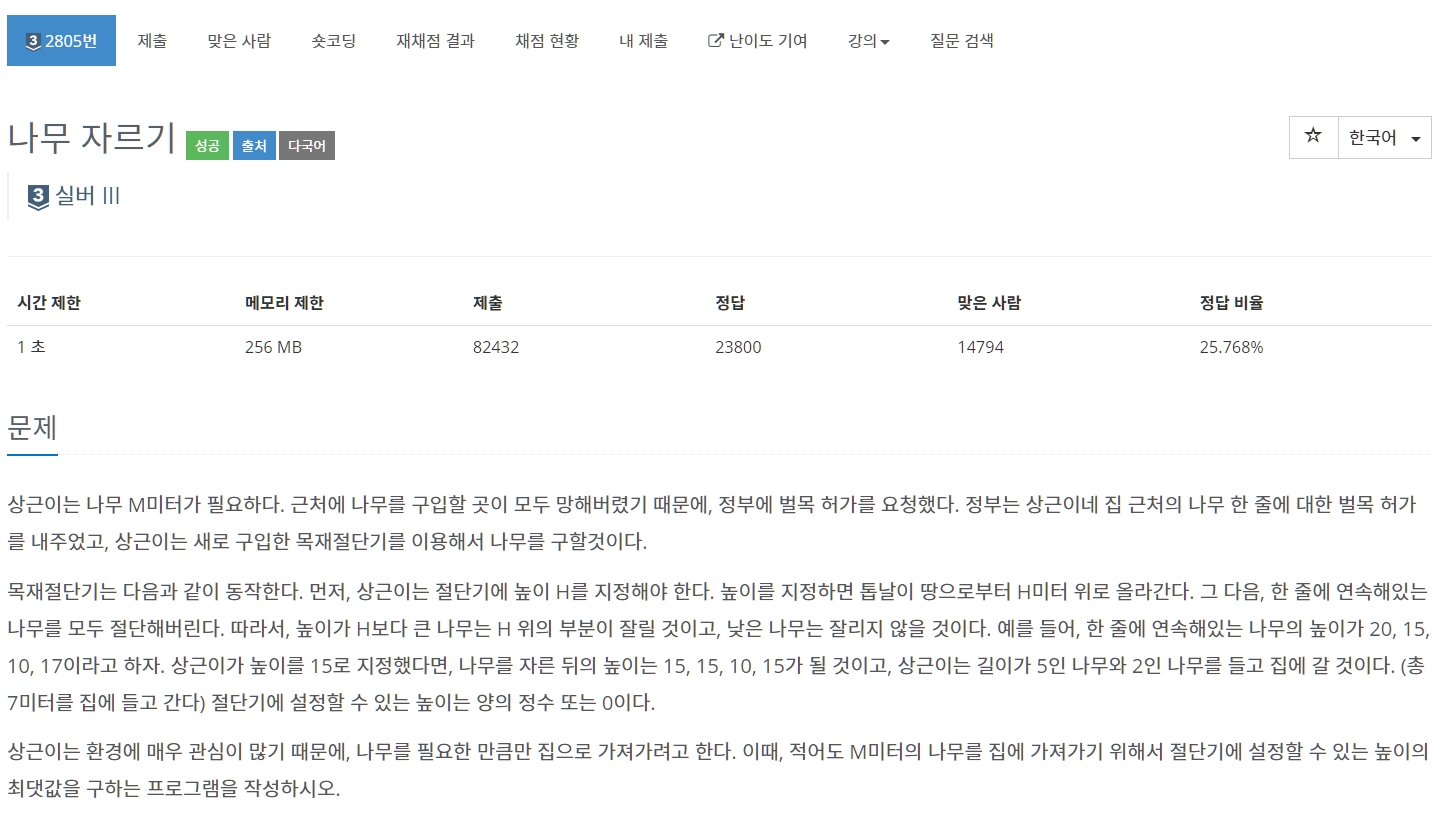 3 2805번 제출 맞은 사람 숏코딩 재채점 결과 채점 현황 내 제출 난이도 기여 강의 질문 검색
나무 자르기 성공 출처 다국어 한국어
3 실버 III
시간 제한 메모리 제한 제출 정답 맞은 사람 정답 비율
1 초 256 MB 82432 23800 14794 25.768%
문제
상근이는 나무 M미터가 필요하다. 근처에 나무를 구입할 곳이 모두 망해버렸기 때문에, 정부에 벌목 허가를 요청했다. 정부는 상근이네 집 근처의 나무 한 줄에 대한 벌목 허가
를 내주었고, 상근이는 새로 구입한 목재절단기를 이용해서 나무를 구할것이다.
목재절단기는 다음과 같이 동작한다. 먼저, 상근이는 절단기에 높이 H를 지정해야 한다. 높이를 지정하면 톱날이 땅으로부터 H미터 위로 올라간다. 그 다음, 한 줄에 연속해있는
나무를 모두 절단해버린다. 따라서, 높이가 H보다 큰 나무는 H 위의 부분이 잘릴 것이고, 낮은 나무는 잘리지 않을 것이다. 예를 들어, 한 줄에 연속해있는 나무의 높이가 20, 15,
10, 17이라고 하자. 상근이가 높이를 15로 지정했다면, 나무를 자른 뒤의 높이는 15, 15, 10, 15가 될 것이고, 상근이는 길이가 5인 나무와 2인 나무를 들고 집에 갈 것이다. (총
7미터를 집에 들고 간다) 절단기에 설정할 수 있는 높이는 양의 정수 또는 0이다.
상근이는 환경에 매우 관심이 많기 때문에, 나무를 필요한 만큼만 집으로 가져가려고 한다. 이때, 적어도 M미터의 나무를 집에 가져가기 위해서 절단기에 설정할 수 있는 높이의
최댓값을 구하는 프로그램을 작성하시오.